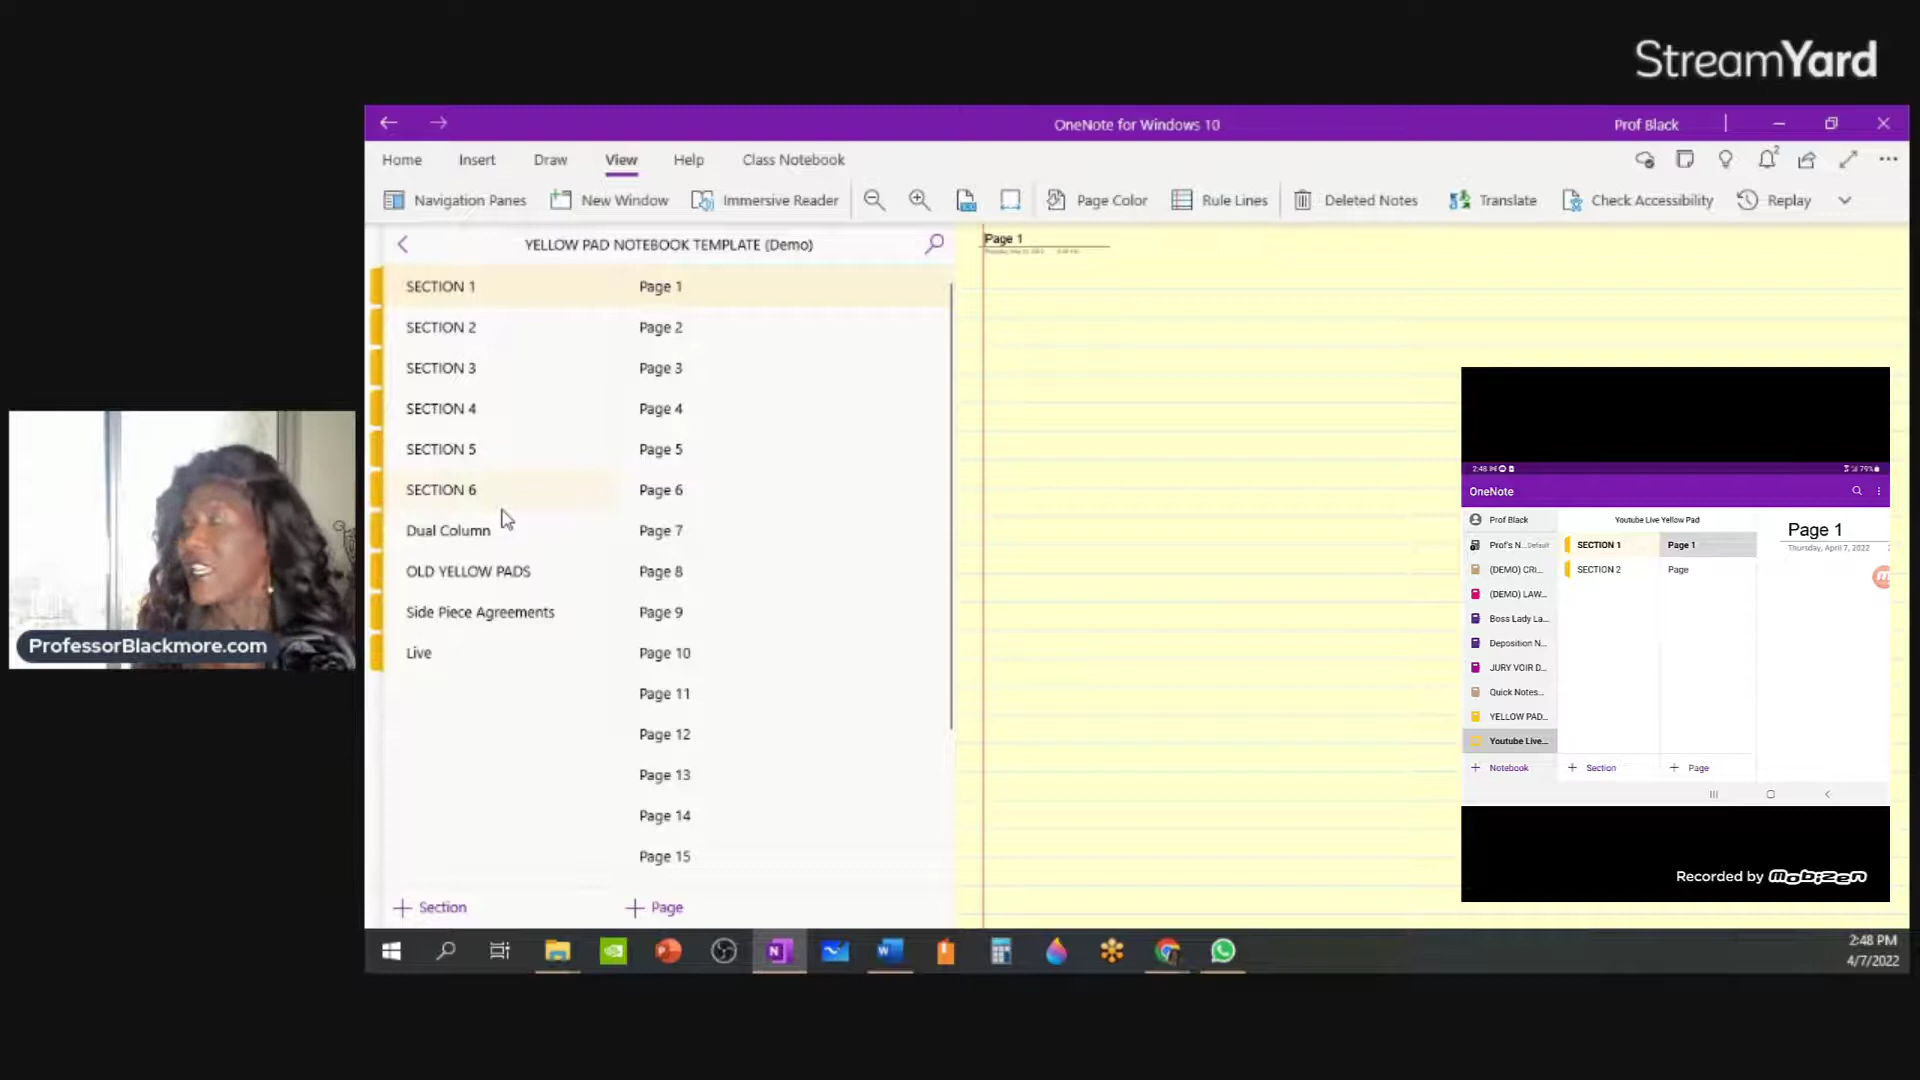 StreamYard
OneNote for Windows 10
Prof Black
Home Insert Draw View Help Class Notebook
2
Navigation Panes New Window Immersive Reader Page Color Rule Lines Deleted Notes Translate Check Accessibility Replay
YELLOW PAD NOTEBOOK TEMPLATE (Demo)
SECTION 1
SECTION 2
SECTION 3
SECTION 4
SECTION 5
SECTION 6
Dual Column
OLD YELLOW PADS
Side Piece Agreements
Live
+ Section
Page 1
Page 2
Page 3
Page 4
Page 5
Page 6
Page 7
Page 8
Page 9
Page 10
Page 11
Page 12
Page 13
Page 14
Page 15
+ Page
Page 1
ProfessorBlackmore.com
2:48
79%
OneNote
Prof Black
Prof's N... Default
(DEMO) CRI...
(DEMO) LAW...
Boss Lady La...
Deposition N...
JURY VOIR D...
Quick Notes...
YELLOW PAD...
Youtube Live...
+ Notebook
Youtube Live Yellow Pad
SECTION 1
SECTION 2
+ Section
Page 1
Page
+ Page
Page 1
Thursday, April 7, 2022
Recorded by Mobizen
2:48 PM
4/7/2022